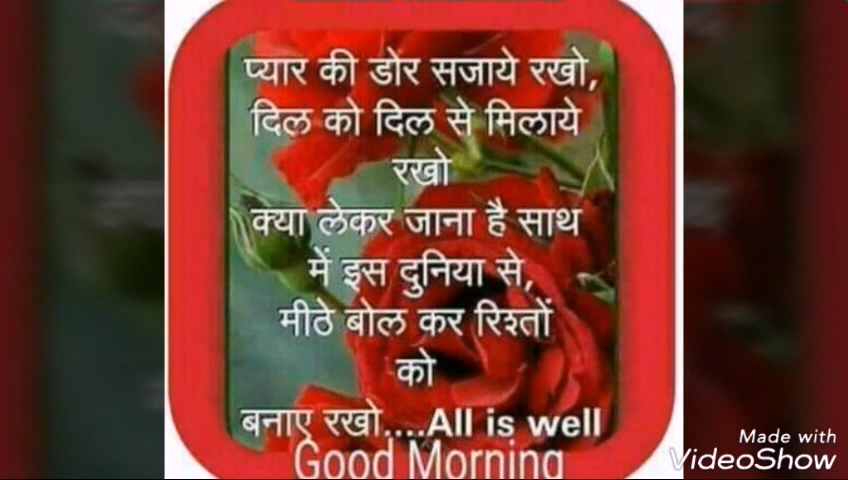 प्यार की डोर सजाये रखो,
दिल को दिल से मिलाये
रखो
क्या लेकर जाना है साथ
में इस दुनिया से,
मीठे बोल कर रिश्तों
को
बनाए रखो....All is well
Good Morning
Made with
VideoShow